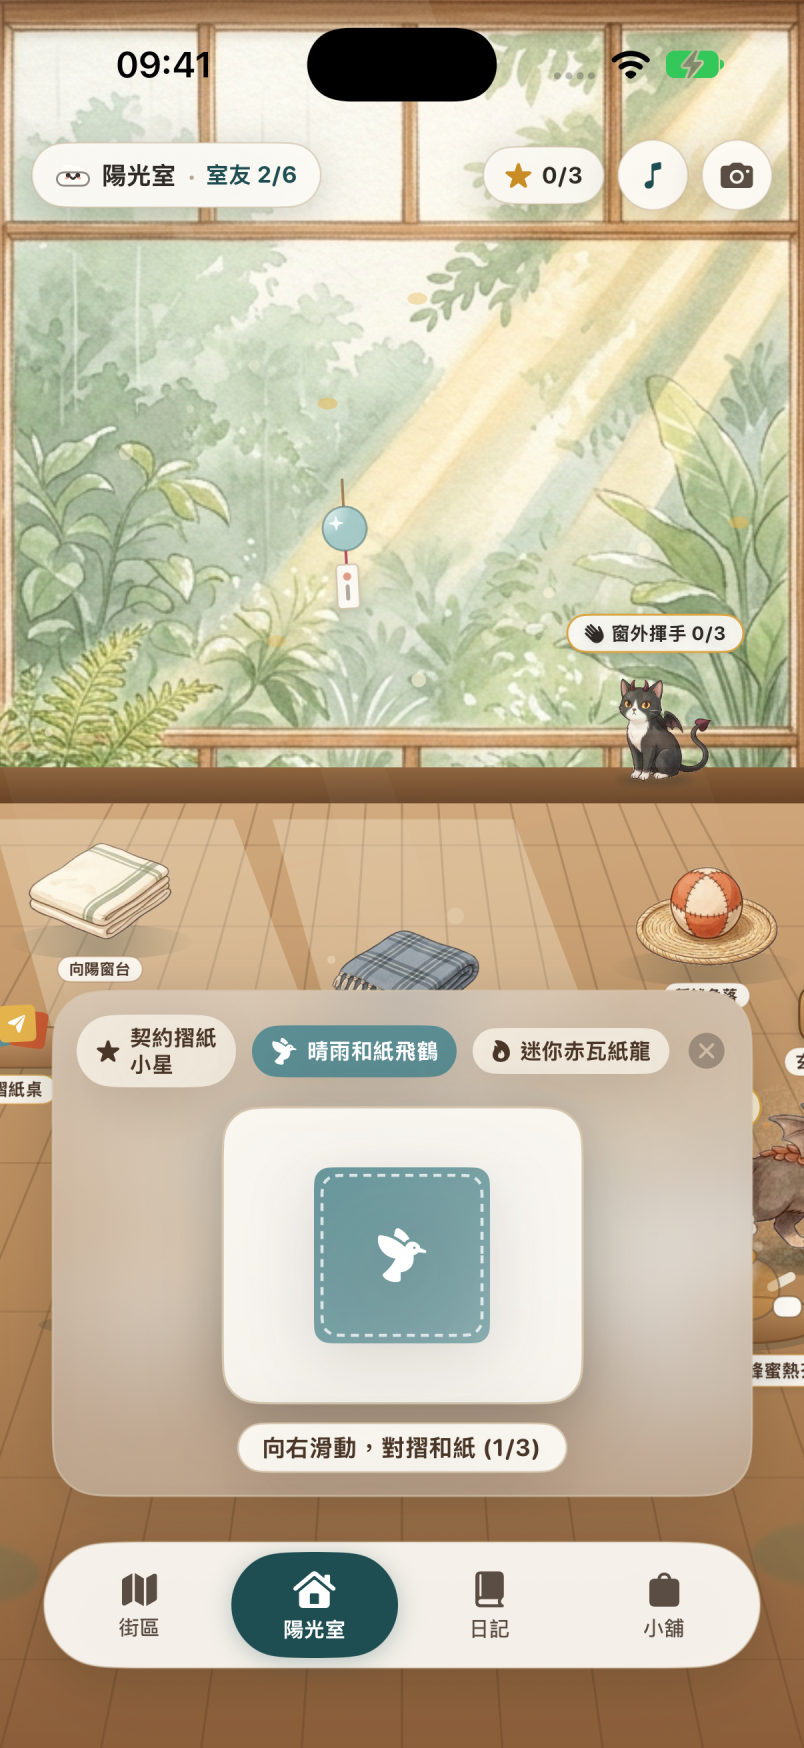 09:41
陽光室 · 室友 2/6
0/3
窗外揮手 0/3
向陽窗台
摺紙桌
契約摺紙
小星
晴雨和紙飛鶴
迷你赤瓦紙龍
蜂蜜熱
向右滑動，對摺和紙 (1/3)
街區
陽光室
日記
小舖